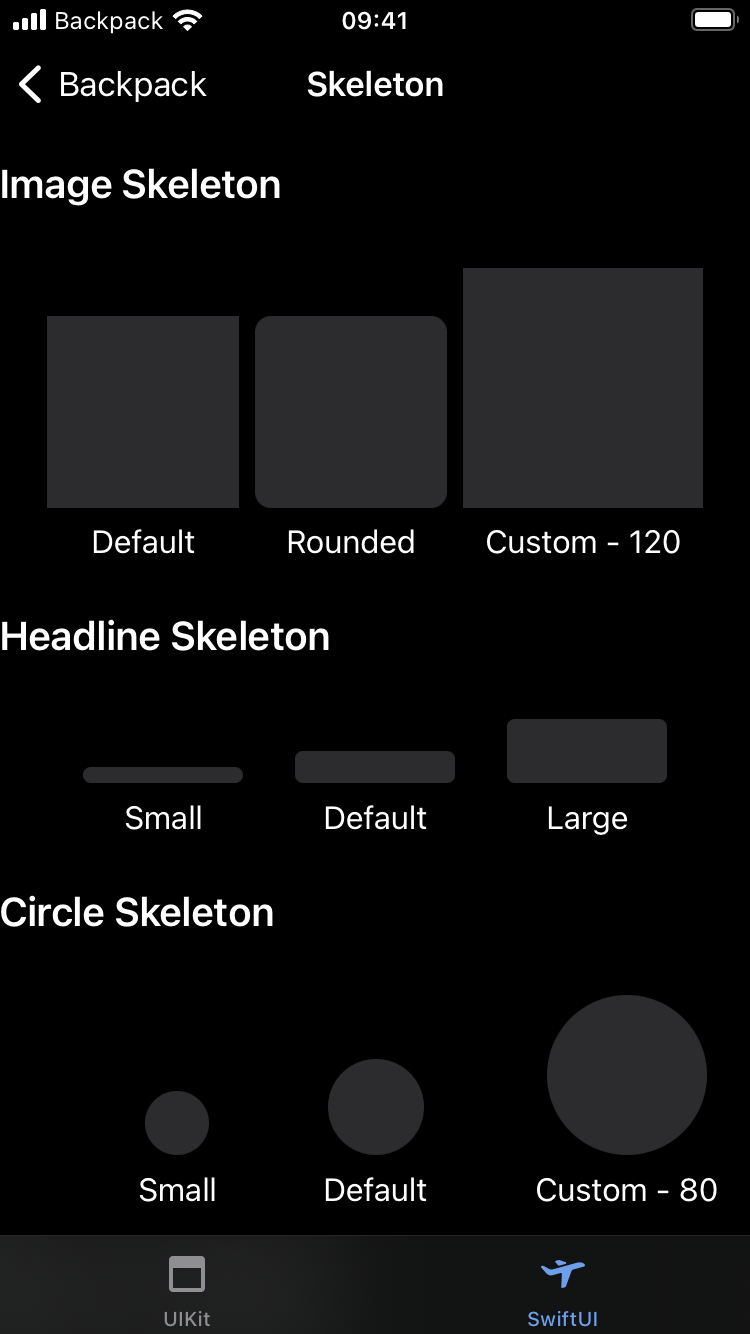 Backpack 09:41
Backpack Skeleton
Image Skeleton
Default Rounded Custom - 120
Headline Skeleton
Small Default Large
Circle Skeleton
Small Default Custom - 80
UIKit SwiftUI